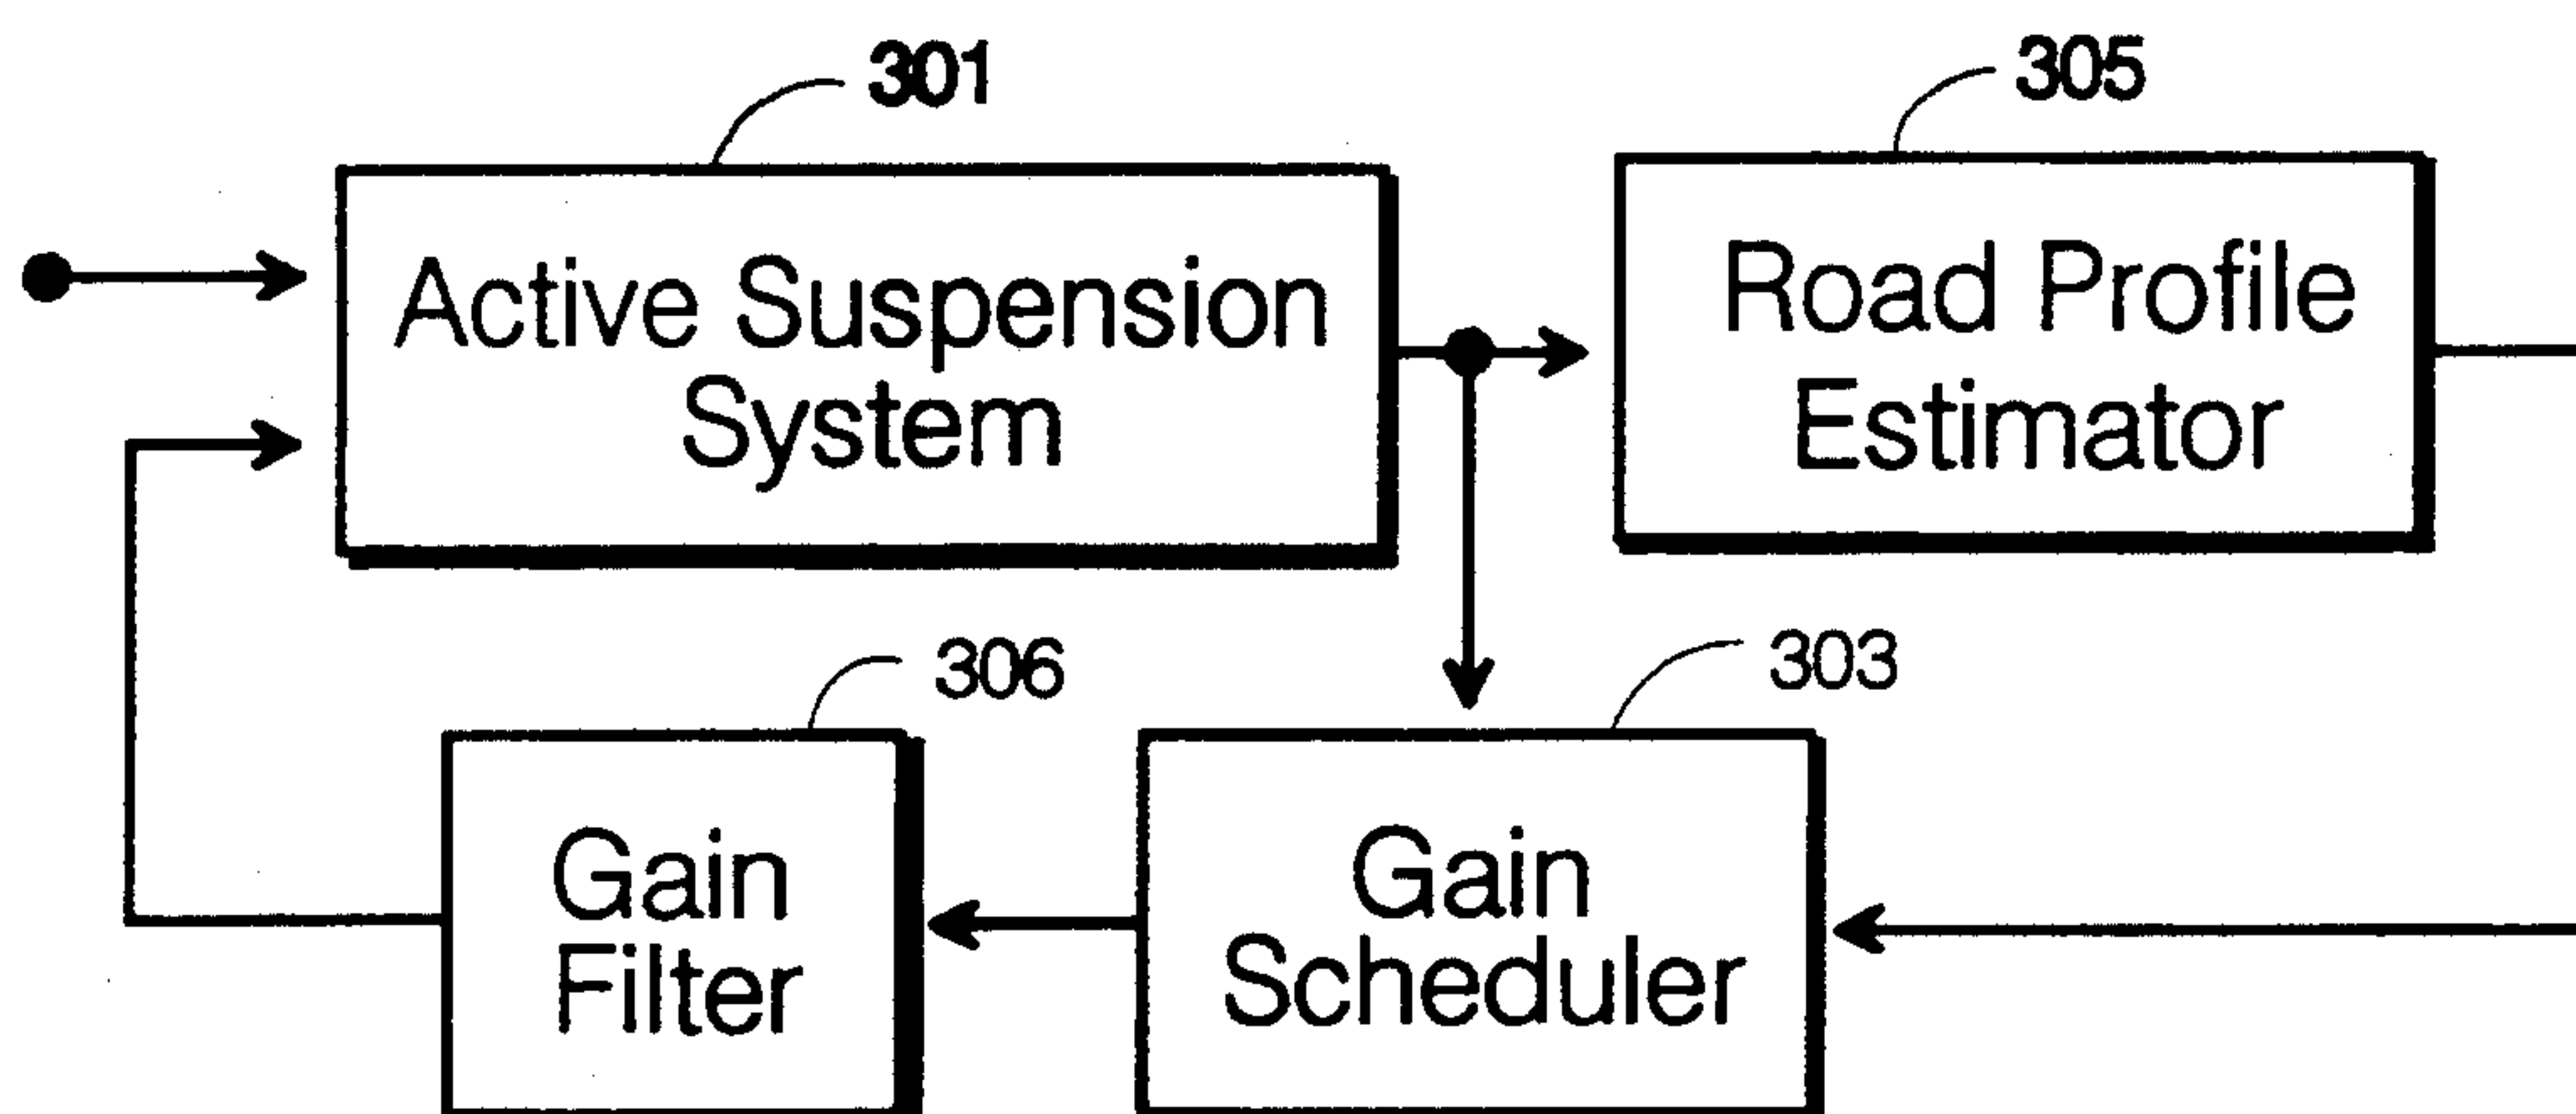 301
305
Active Suspension
System
Road Profile
Estimator
306
303
Gain
Filter
Gain
Scheduler